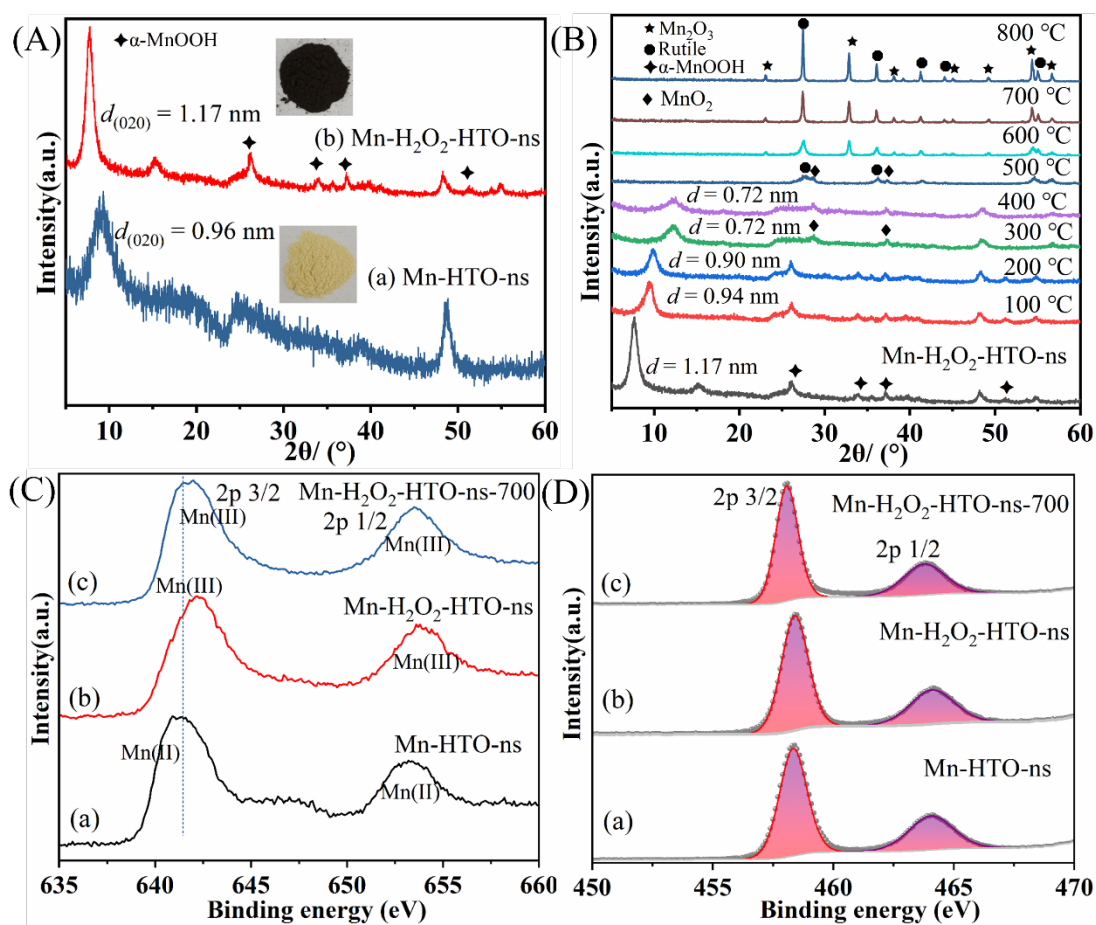 (A)
✦α-MnOOH
d(020) = 1.17 nm
(b) Mn-H₂O₂-HTO-ns
d(020) = 0.96 nm
(a) Mn-HTO-ns
Intensity(a.u.)
10 20 30 40 50 60
2θ/ (°)
(B)
★ Mn₂O₃
● Rutile
✦ α-MnOOH
♦ MnO₂
800 °C
700 °C
600 °C
500 °C
d = 0.72 nm
400 °C
d = 0.72 nm
300 °C
d = 0.90 nm
200 °C
d = 0.94 nm
100 °C
Mn-H₂O₂-HTO-ns
d = 1.17 nm
Intensity(a.u.)
10 20 30 40 50 60
2θ/ (°)
(C)
2p 3/2
Mn-H₂O₂-HTO-ns-700
Mn(III)
2p 1/2
Mn(III)
(c)
Mn(III)
Mn-H₂O₂-HTO-ns
Mn(III)
(b)
Mn-HTO-ns
Mn(II)
Mn(II)
(a)
Intensity(a.u.)
635 640 645 650 655 660
Binding energy (eV)
(D)
2p 3/2
Mn-H₂O₂-HTO-ns-700
2p 1/2
(c)
Mn-H₂O₂-HTO-ns
(b)
Mn-HTO-ns
(a)
Intensity(a.u.)
450 455 460 465 470
Binding energy (eV)